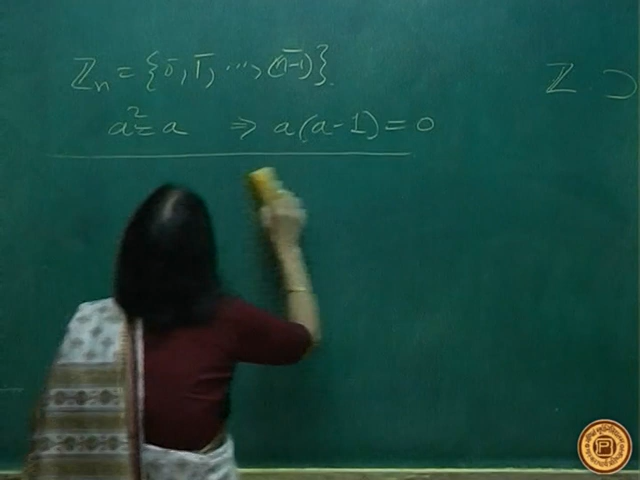 ℤₙ = {0̄, 1̄, ..., (n-1)̄}.
a² = a ⇒ a(a-1) = 0
ℤ ⊃